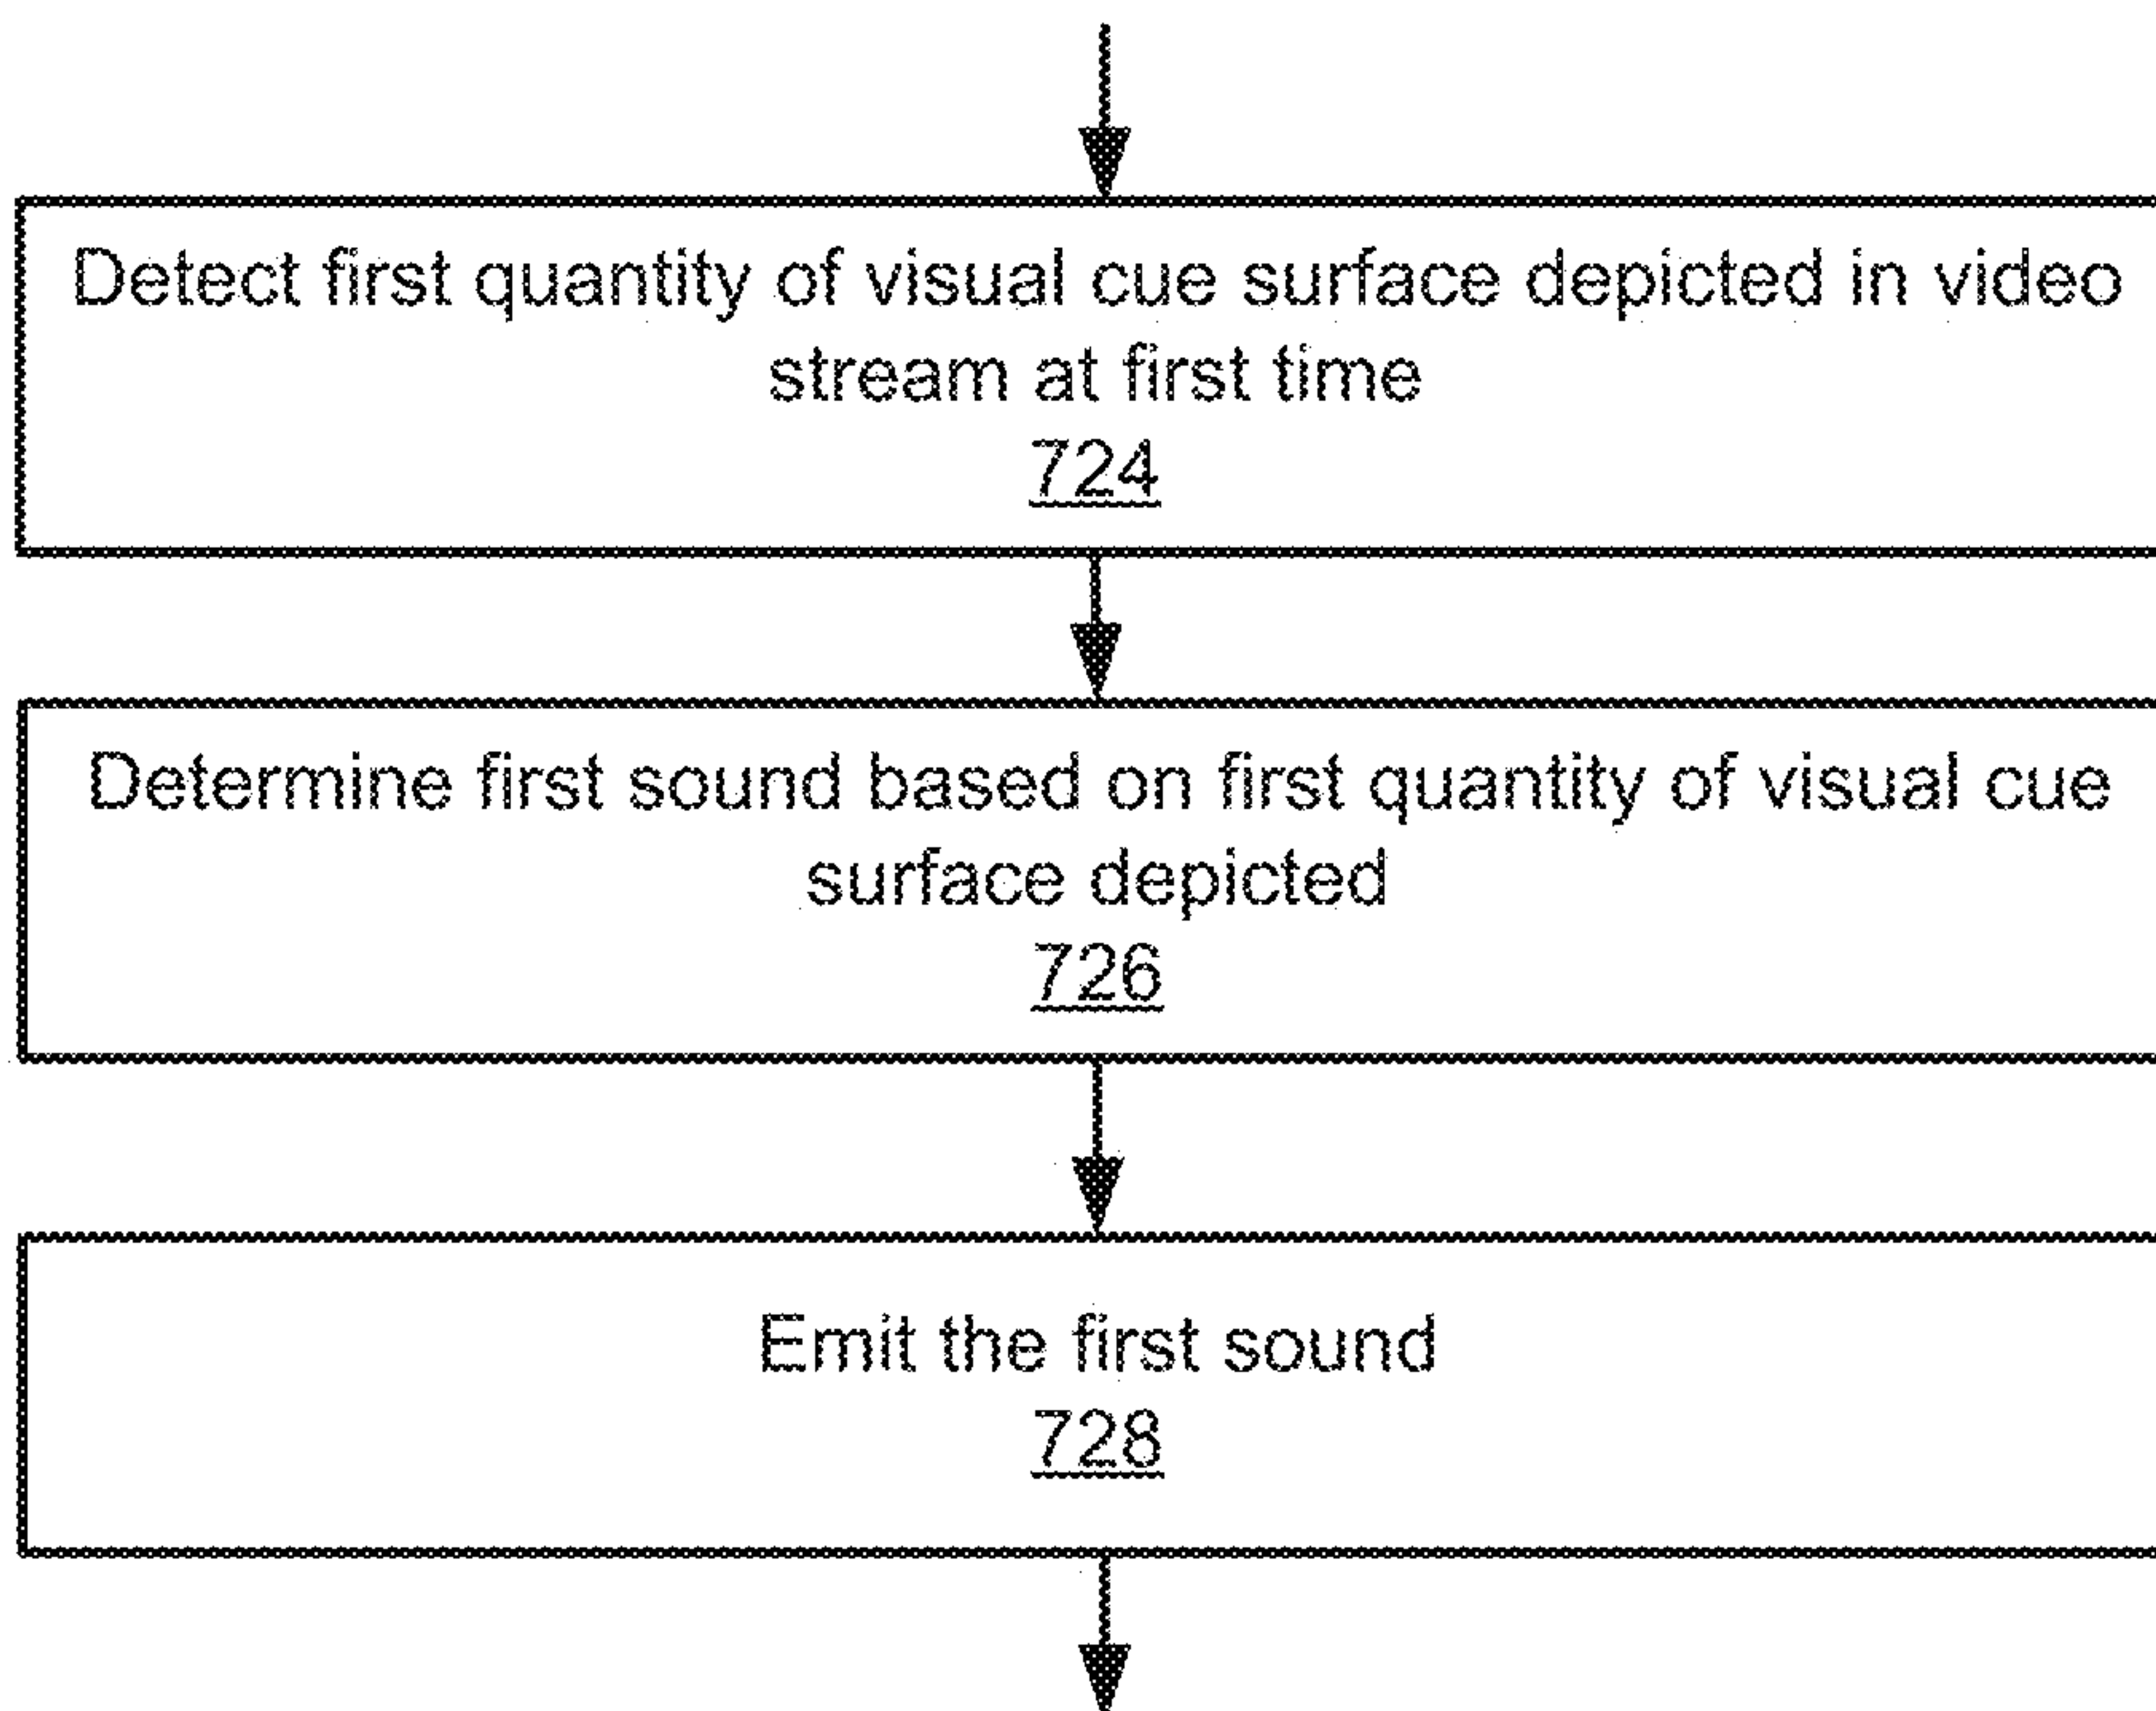 Detect first quantity of visual cue surface depicted in video
stream at first time
724
Determine first sound based on first quantity of visual cue
surface depicted
726
Emit the first sound
728